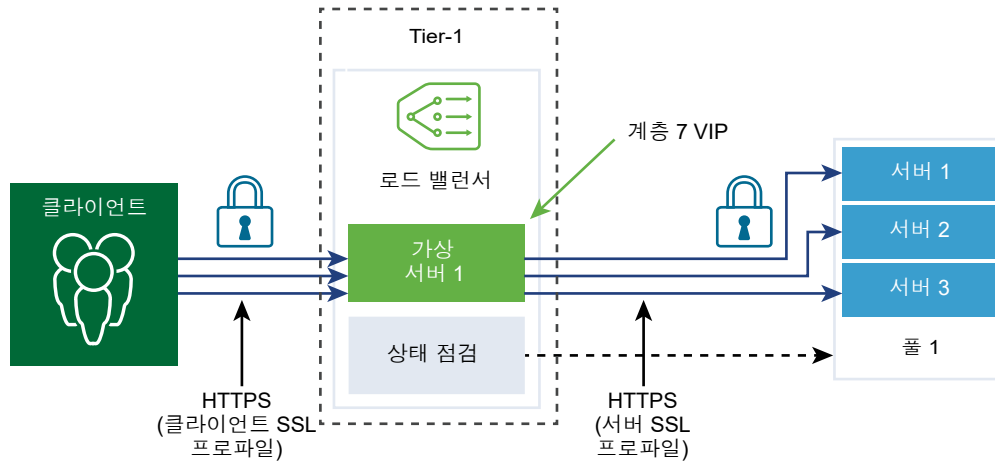 Tier-1
로드 밸런서
계층 7 VIP
클라이언트
가상
서버 1
상태 점검
서버 1
서버 2
서버 3
풀 1
HTTPS
(클라이언트 SSL
프로파일)
HTTPS
(서버 SSL
프로파일)